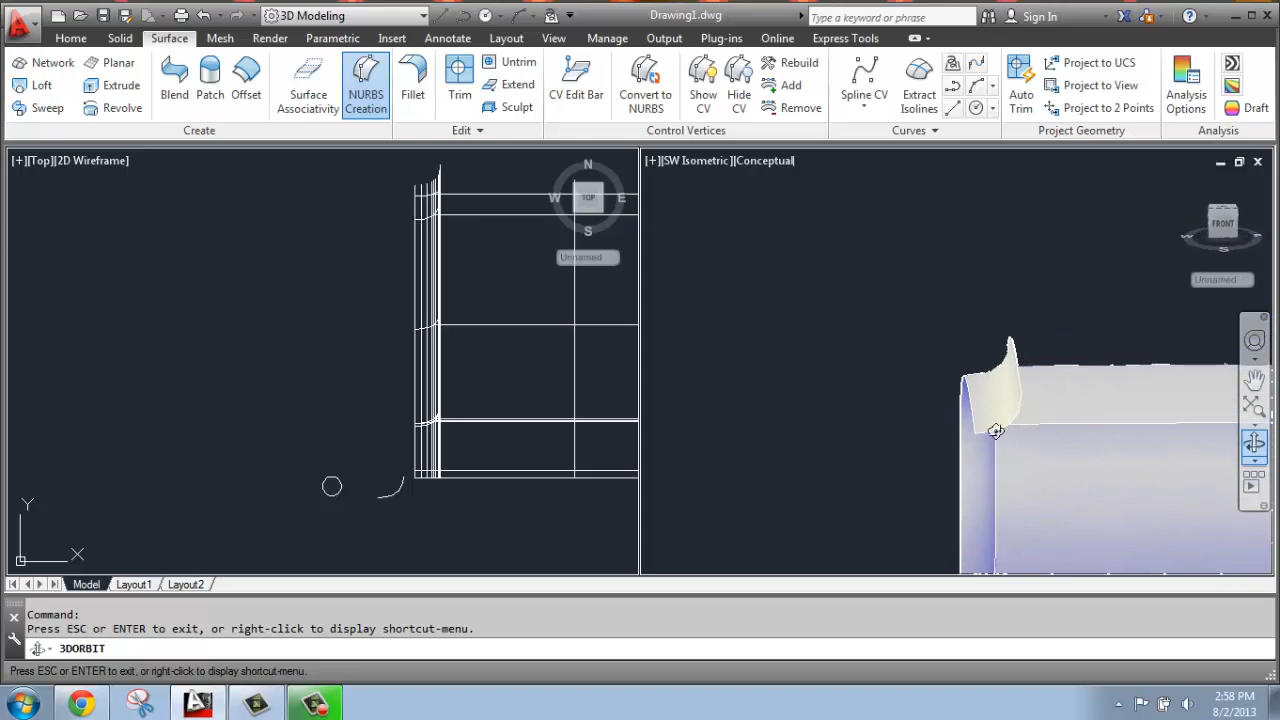 3D Modeling
Drawing1.dwg
Type a keyword or phrase
Sign In
Home Solid Surface Mesh Render Parametric Insert Annotate Layout View Manage Output Plug-ins Online Express Tools
Network Planar
Loft Extrude
Sweep Revolve
Blend Patch Offset
Surface Associativity
NURBS Creation
Fillet
Trim
Untrim
Extend
Sculpt
CV Edit Bar
Convert to NURBS
Show CV
Hide CV
Rebuild
Add
Remove
Spline CV
Extract Isolines
Auto Trim
Project to UCS
Project to View
Project to 2 Points
Analysis Options
Draft
Create Edit Control Vertices Curves Project Geometry Analysis
[+][Top][2D Wireframe]
N
W TOP E
S
Unnamed
Y
X
[+][SW Isometric][Conceptual]
FRONT
W
S
Unnamed
Model Layout1 Layout2
Command:
Press ESC or ENTER to exit, or right-click to display shortcut-menu.
3DORBIT
Press ESC or ENTER to exit, or right-click to display shortcut-menu.
2:58 PM
8/2/2013